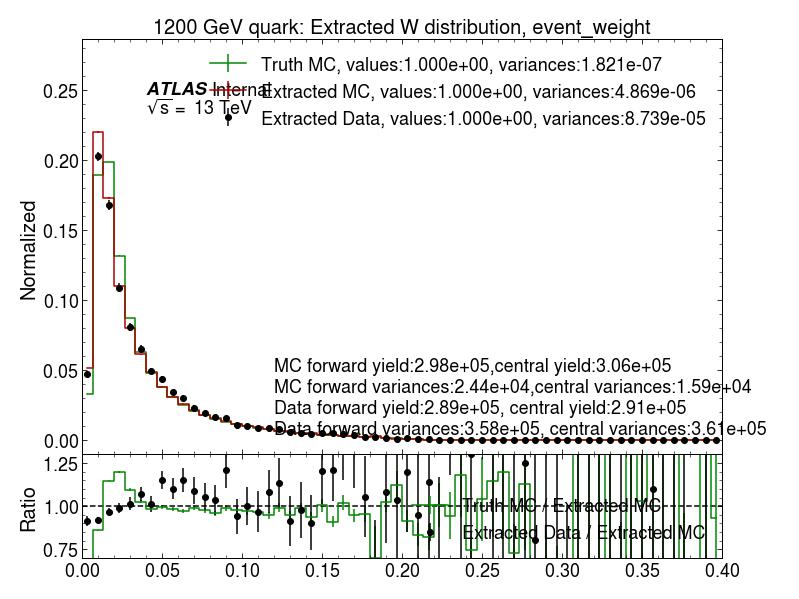 1200 GeV quark: Extracted W distribution, event_weight
Truth MC, values:1.000e+00, variances:1.821e-07
ATLAS Internal
Extracted MC, values:1.000e+00, variances:4.869e-06
√s = 13 TeV
Extracted Data, values:1.000e+00, variances:8.739e-05
Normalized
0.25
0.20
0.15
0.10
0.05
0.00
MC forward yield:2.98e+05,central yield:3.06e+05
MC forward variances:2.44e+04,central variances:1.59e+04
Data forward yield:2.89e+05, central yield:2.91e+05
Data forward variances:3.58e+05, central variances:3.61e+05
Ratio
1.25
1.00
0.75
Truth MC / Extracted MC
Extracted Data / Extracted MC
0.00 0.05 0.10 0.15 0.20 0.25 0.30 0.35 0.40